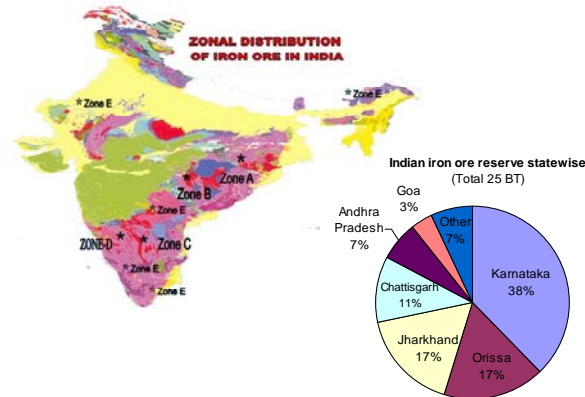 ZONAL DISTRIBUTION
OF IRON ORE IN INDIA
* Zone E
* Zone E
*
Zone A
*
Zone B
* Zone E
*
ZONE-D
*
Zone C
* Zone E
* Zone E
Indian iron ore reserve statewise
(Total 25 BT)
Karnataka
38%
Orissa
17%
Jharkhand
17%
Chattisgarh
11%
Andhra
Pradesh
7%
Goa
3%
Other
7%